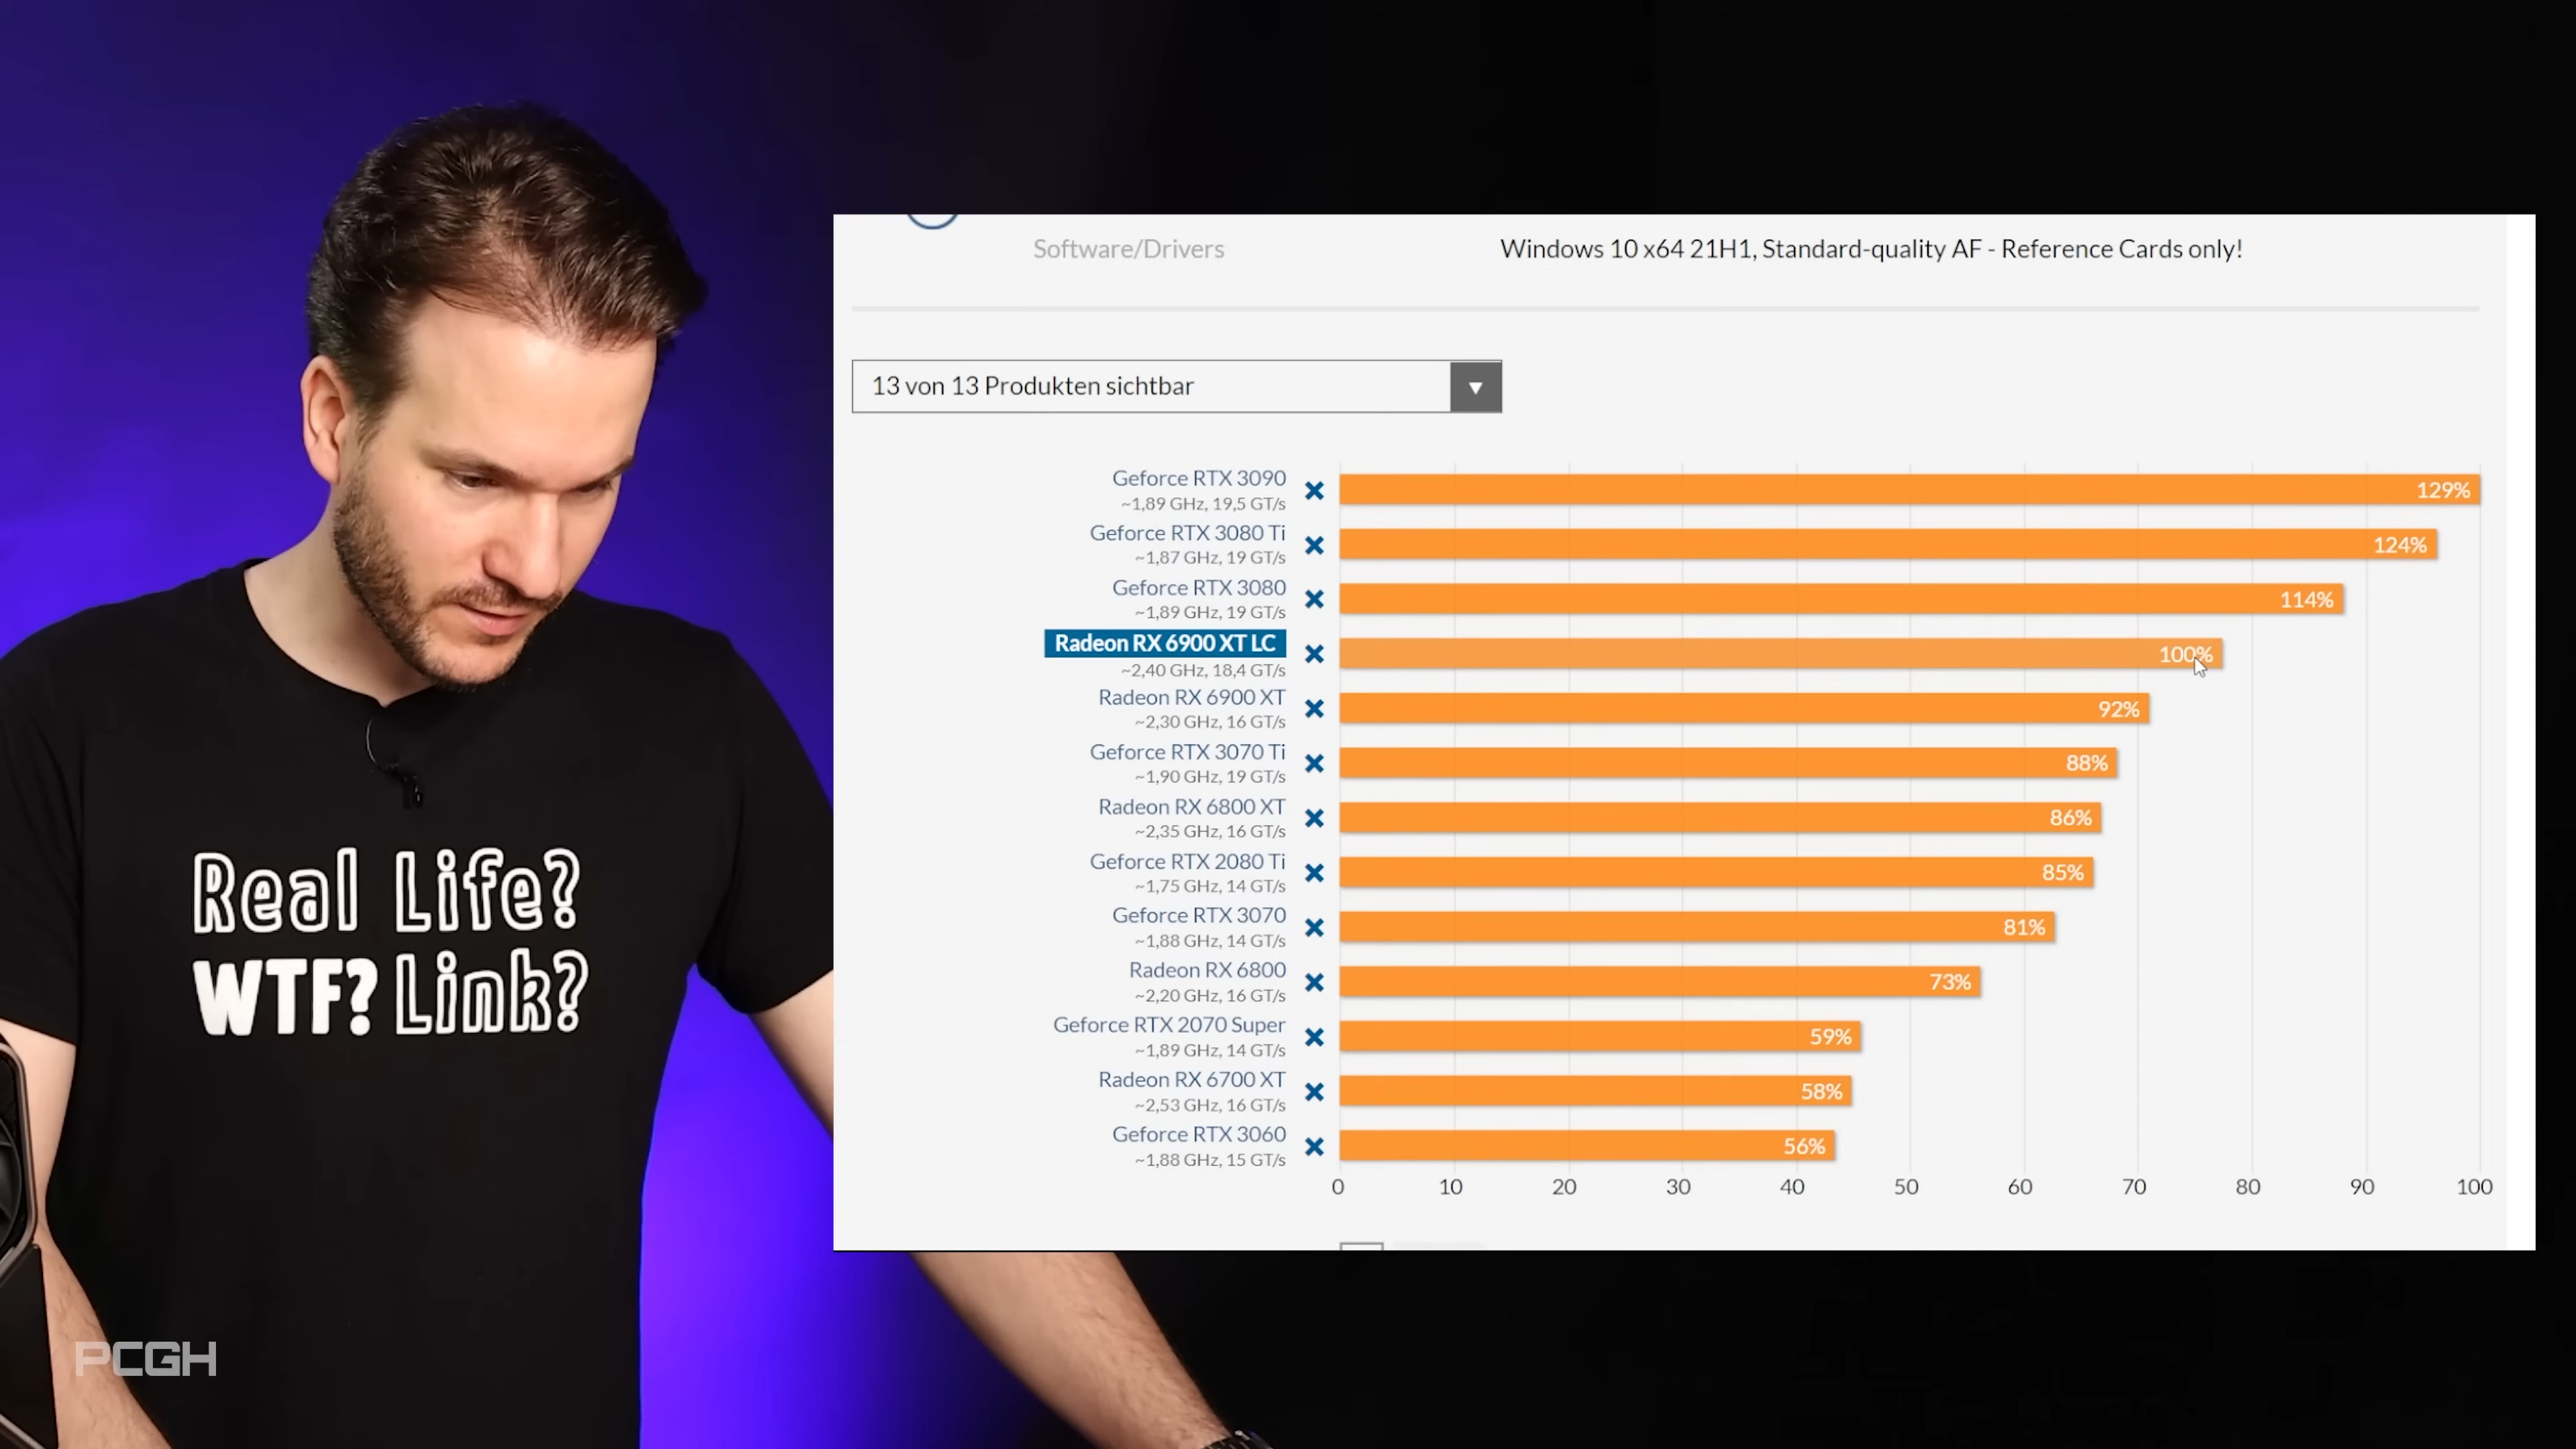 Software/Drivers
Windows 10 x64 21H1, Standard-quality AF - Reference Cards only!
13 von 13 Produkten sichtbar
Geforce RTX 3090
~1,89 GHz, 19,5 GT/s
129%
Geforce RTX 3080 Ti
~1,87 GHz, 19 GT/s
124%
Geforce RTX 3080
~1,89 GHz, 19 GT/s
114%
Radeon RX 6900 XT LC
~2,40 GHz, 18,4 GT/s
100%
Radeon RX 6900 XT
~2,30 GHz, 16 GT/s
92%
Geforce RTX 3070 Ti
~1,90 GHz, 19 GT/s
88%
Radeon RX 6800 XT
~2,35 GHz, 16 GT/s
86%
Geforce RTX 2080 Ti
~1,75 GHz, 14 GT/s
85%
Geforce RTX 3070
~1,88 GHz, 14 GT/s
81%
Radeon RX 6800
~2,20 GHz, 16 GT/s
73%
Geforce RTX 2070 Super
~1,89 GHz, 14 GT/s
59%
Radeon RX 6700 XT
~2,53 GHz, 16 GT/s
58%
Geforce RTX 3060
~1,88 GHz, 15 GT/s
56%
0 10 20 30 40 50 60 70 80 90 100
Real Life?
WTF? Link?
PCGH